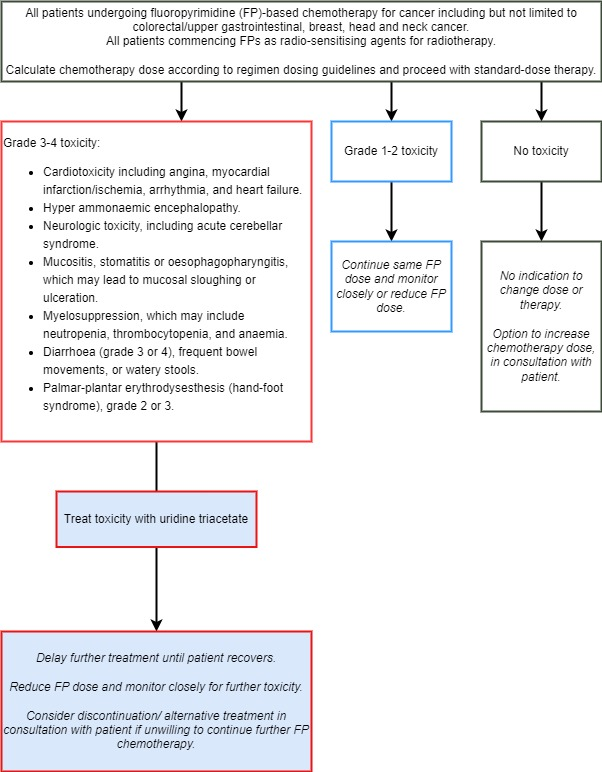 All patients undergoing fluoropyrimidine (FP)-based chemotherapy for cancer including but not limited to
colorectal/upper gastrointestinal, breast, head and neck cancer.
All patients commencing FPs as radio-sensitising agents for radiotherapy.
Calculate chemotherapy dose according to regimen dosing guidelines and proceed with standard-dose therapy.
Grade 3-4 toxicity:
• Cardiotoxicity including angina, myocardial
infarction/ischemia, arrhythmia, and heart failure.
• Hyper ammonaemic encephalopathy.
• Neurologic toxicity, including acute cerebellar
syndrome.
• Mucositis, stomatitis or oesophagopharyngitis,
which may lead to mucosal sloughing or
ulceration.
• Myelosuppression, which may include
neutropenia, thrombocytopenia, and anaemia.
• Diarrhoea (grade 3 or 4), frequent bowel
movements, or watery stools.
• Palmar-plantar erythrodysesthesia (hand-foot
syndrome), grade 2 or 3.
Grade 1-2 toxicity
No toxicity
Continue same FP
dose and monitor
closely or reduce FP
dose.
No indication to
change dose or
therapy.
Option to increase
chemotherapy dose,
in consultation with
patient.
Treat toxicity with uridine triacetate
Delay further treatment until patient recovers.
Reduce FP dose and monitor closely for further toxicity.
Consider discontinuation/ alternative treatment in
consultation with patient if unwilling to continue further FP
chemotherapy.